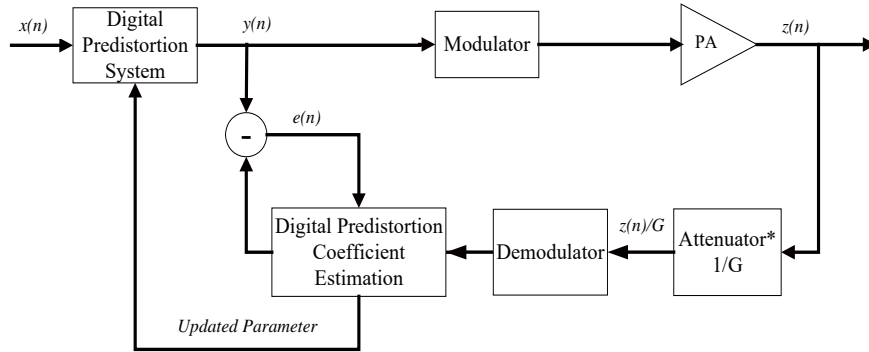 x(n)
Digital
Predistortion
System
y(n)
Modulator
PA
z(n)
e(n)
-
Digital Predistortion
Coefficient
Estimation
Demodulator
z(n)/G
Attenuator*
1/G
Updated Parameter